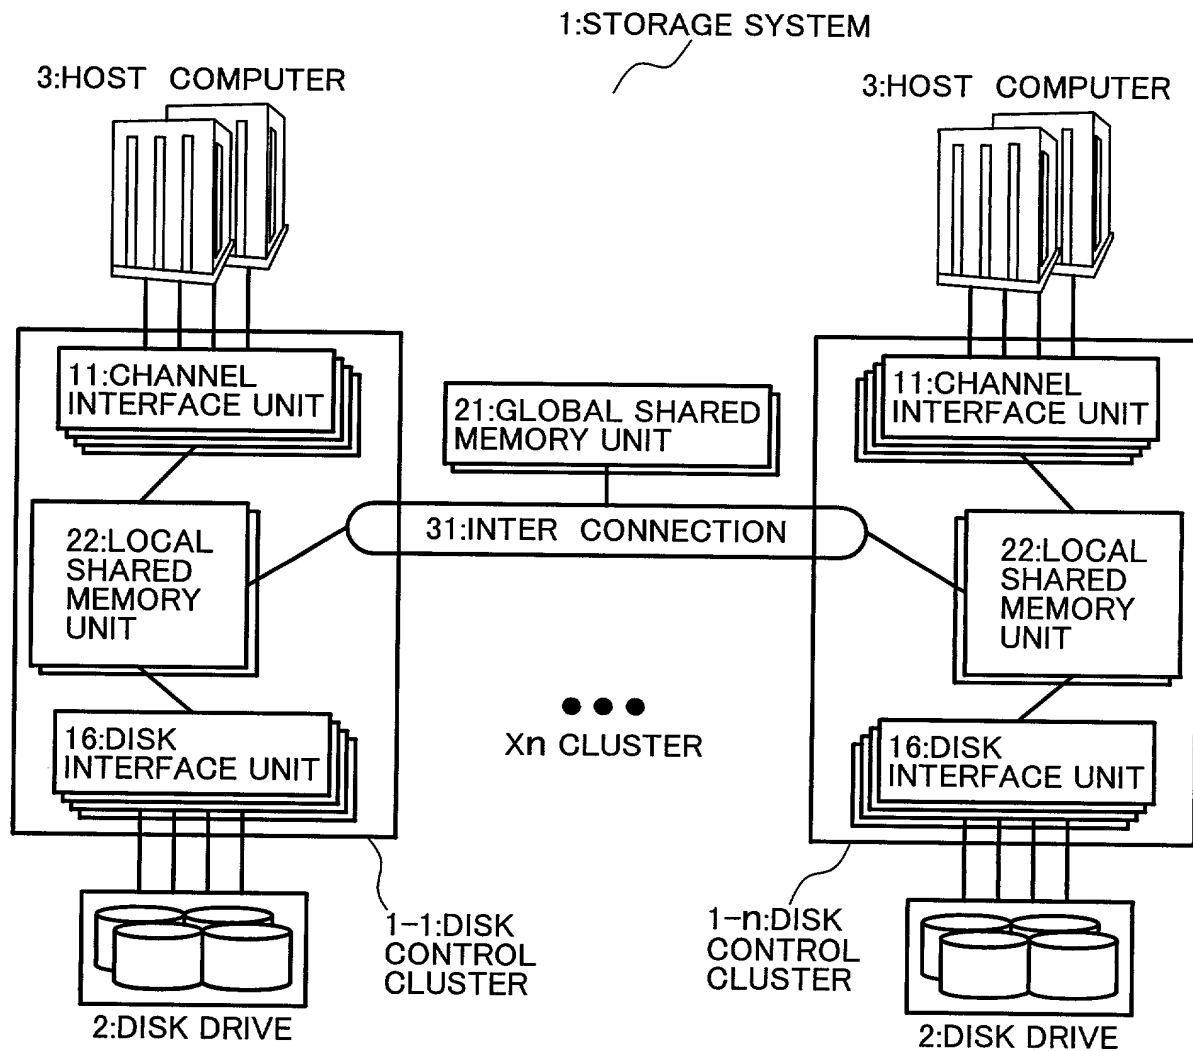 1:STORAGE SYSTEM
3:HOST COMPUTER
3:HOST COMPUTER
11:CHANNEL
INTERFACE UNIT
21:GLOBAL SHARED
MEMORY UNIT
11:CHANNEL
INTERFACE UNIT
31:INTER CONNECTION
22:LOCAL
SHARED
MEMORY
UNIT
22:LOCAL
SHARED
MEMORY
UNIT
Xn CLUSTER
16:DISK
INTERFACE UNIT
16:DISK
INTERFACE UNIT
1-1:DISK
CONTROL
CLUSTER
1-n:DISK
CONTROL
CLUSTER
2:DISK DRIVE
2:DISK DRIVE